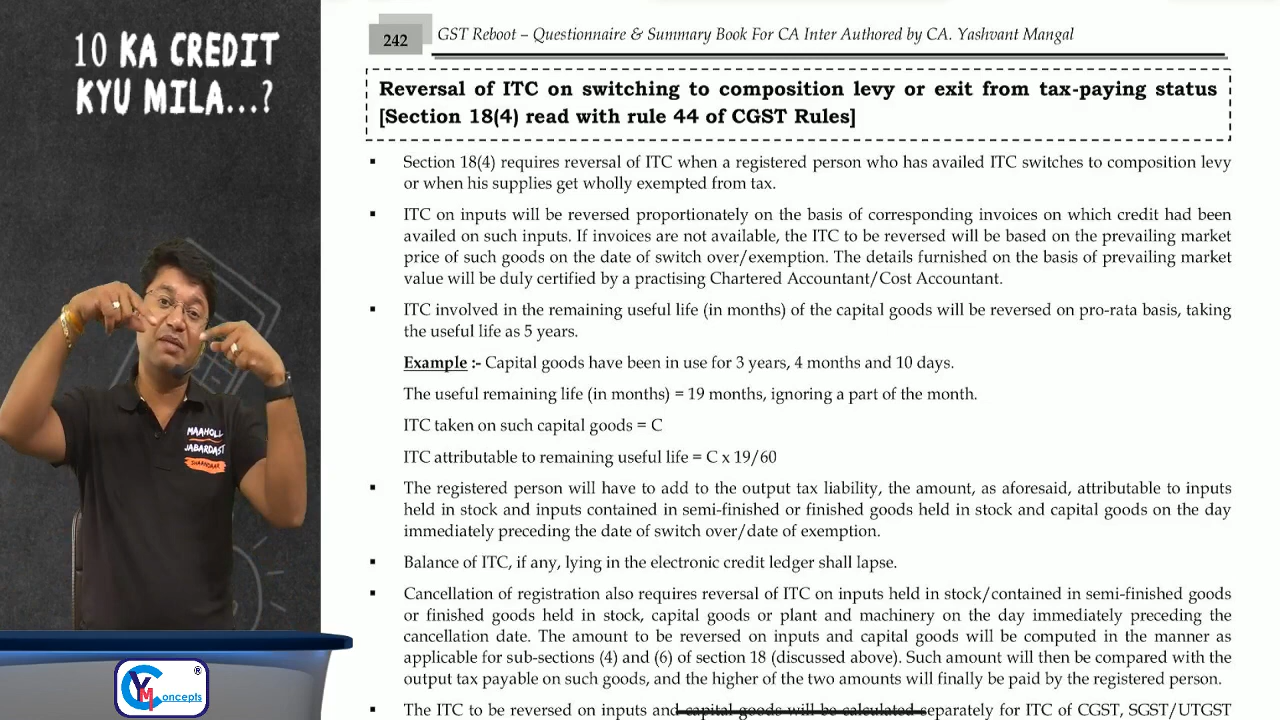 10 KA CREDIT
KYU MILA...?
242
GST Reboot – Questionnaire & Summary Book For CA Inter Authored by CA. Yashvant Mangal
Reversal of ITC on switching to composition levy or exit from tax-paying status
[Section 18(4) read with rule 44 of CGST Rules]
▪ Section 18(4) requires reversal of ITC when a registered person who has availed ITC switches to composition levy
or when his supplies get wholly exempted from tax.
▪ ITC on inputs will be reversed proportionately on the basis of corresponding invoices on which credit had been
availed on such inputs. If invoices are not available, the ITC to be reversed will be based on the prevailing market
price of such goods on the date of switch over/exemption. The details furnished on the basis of prevailing market
value will be duly certified by a practising Chartered Accountant/Cost Accountant.
▪ ITC involved in the remaining useful life (in months) of the capital goods will be reversed on pro-rata basis, taking
the useful life as 5 years.
Example :- Capital goods have been in use for 3 years, 4 months and 10 days.
The useful remaining life (in months) = 19 months, ignoring a part of the month.
ITC taken on such capital goods = C
ITC attributable to remaining useful life = C x 19/60
▪ The registered person will have to add to the output tax liability, the amount, as aforesaid, attributable to inputs
held in stock and inputs contained in semi-finished or finished goods held in stock and capital goods on the day
immediately preceding the date of switch over/date of exemption.
▪ Balance of ITC, if any, lying in the electronic credit ledger shall lapse.
▪ Cancellation of registration also requires reversal of ITC on inputs held in stock/contained in semi-finished goods
or finished goods held in stock, capital goods or plant and machinery on the day immediately preceding the
cancellation date. The amount to be reversed on inputs and capital goods will be computed in the manner as
applicable for sub-sections (4) and (6) of section 18 (discussed above). Such amount will then be compared with the
output tax payable on such goods, and the higher of the two amounts will finally be paid by the registered person.
▪ The ITC to be reversed on inputs and capital goods will be calculated separately for ITC of CGST, SGST/UTGST
MAAHOLL
JABARDAST
SHAANDAAR
CYM Concepts ®